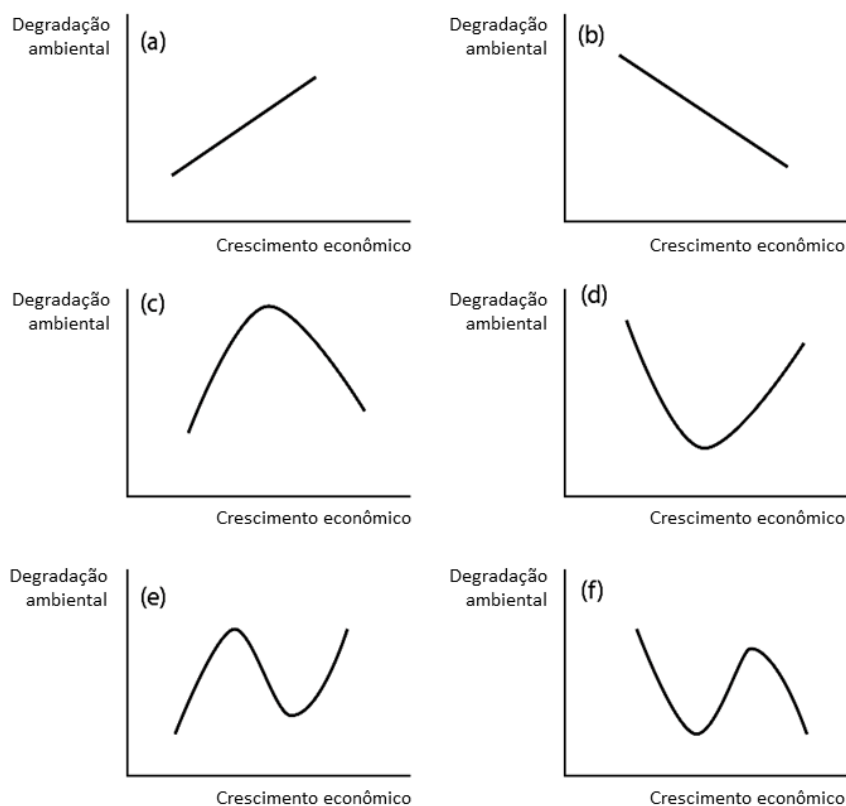 Degradação
ambiental
(a)
Crescimento econômico
Degradação
ambiental
(b)
Crescimento econômico
Degradação
ambiental
(c)
Crescimento econômico
Degradação
ambiental
(d)
Crescimento econômico
Degradação
ambiental
(e)
Crescimento econômico
Degradação
ambiental
(f)
Crescimento econômico